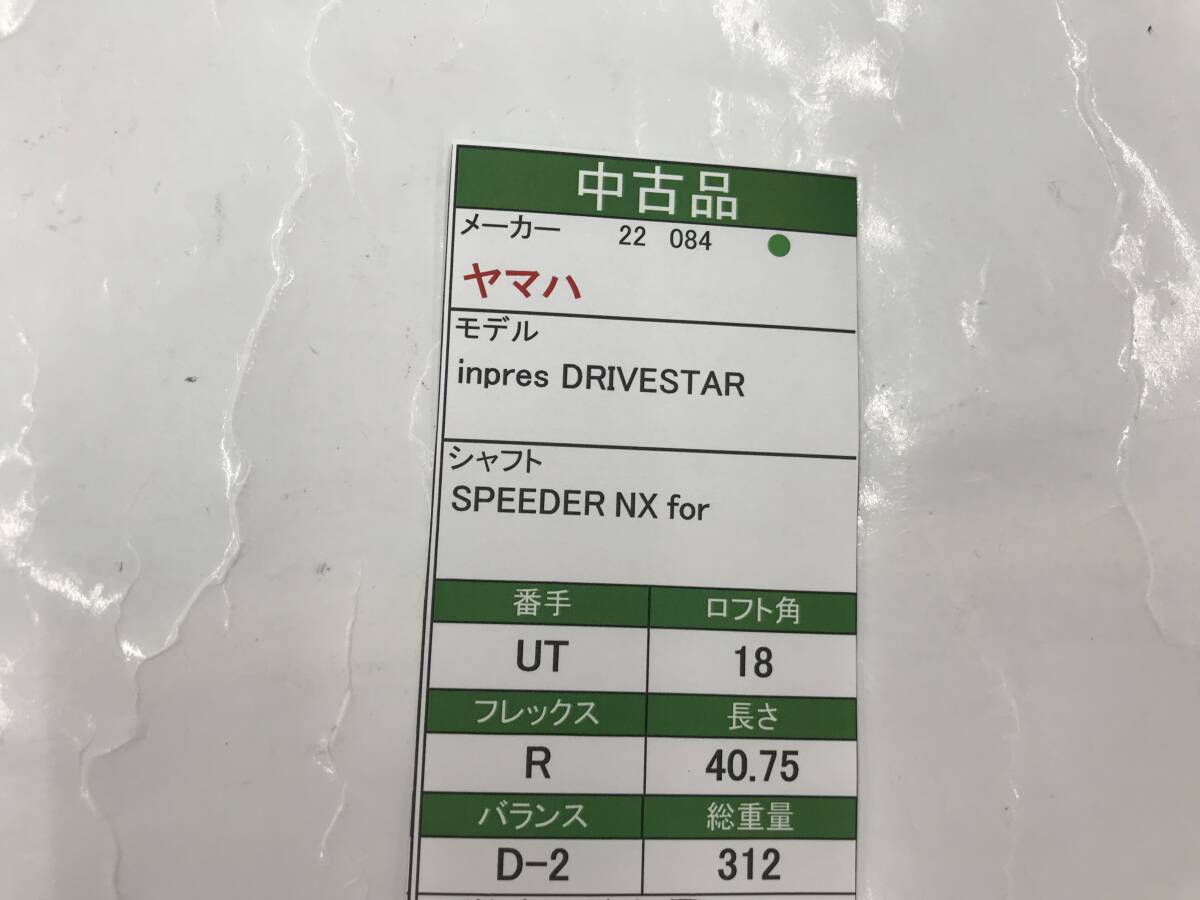 中古品
メーカー 22 084
ヤマハ
モデル
inpres DRIVESTAR
シャフト
SPEEDER NX for
番手 ロフト角
UT 18
フレックス 長さ
R 40.75
バランス 総重量
D-2 312